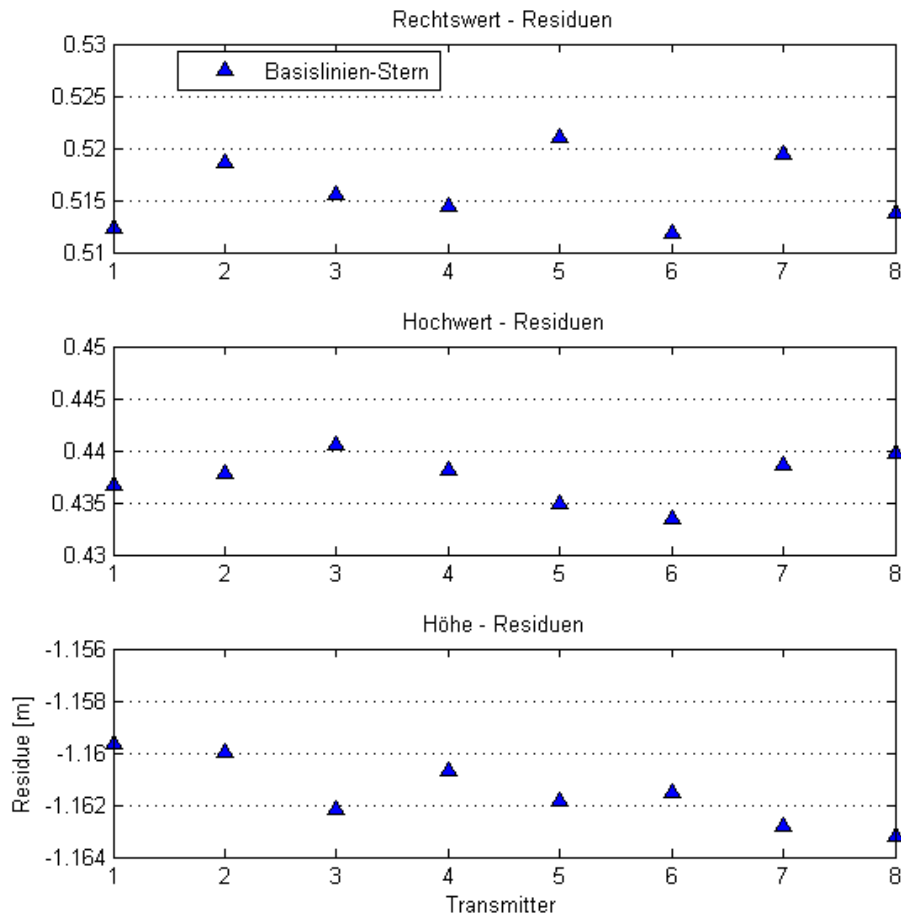 Rechtswert - Residuen
0.53
0.525
0.52
0.515
0.51
Basislinien-Stern
1 2 3 4 5 6 7 8
Hochwert - Residuen
0.45
0.445
0.44
0.435
0.43
1 2 3 4 5 6 7 8
Höhe - Residuen
Residue [m]
-1.156
-1.158
-1.16
-1.162
-1.164
1 2 3 4 5 6 7 8
Transmitter